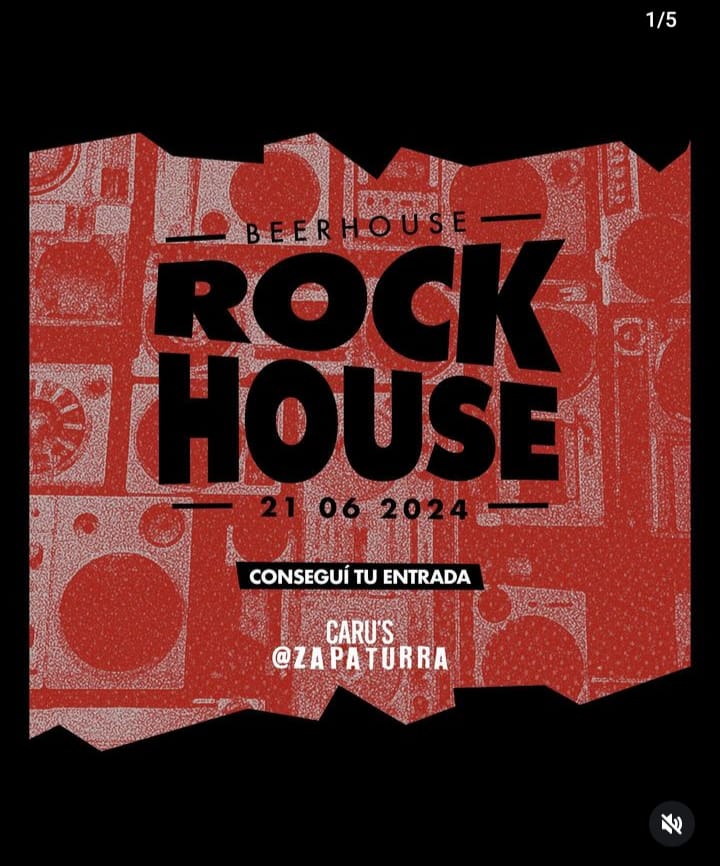 1/5
BEERHOUSE
ROCK
HOUSE
21 06 2024
CONSEGUÍ TU ENTRADA
CARU'S
@ZAPATURRA